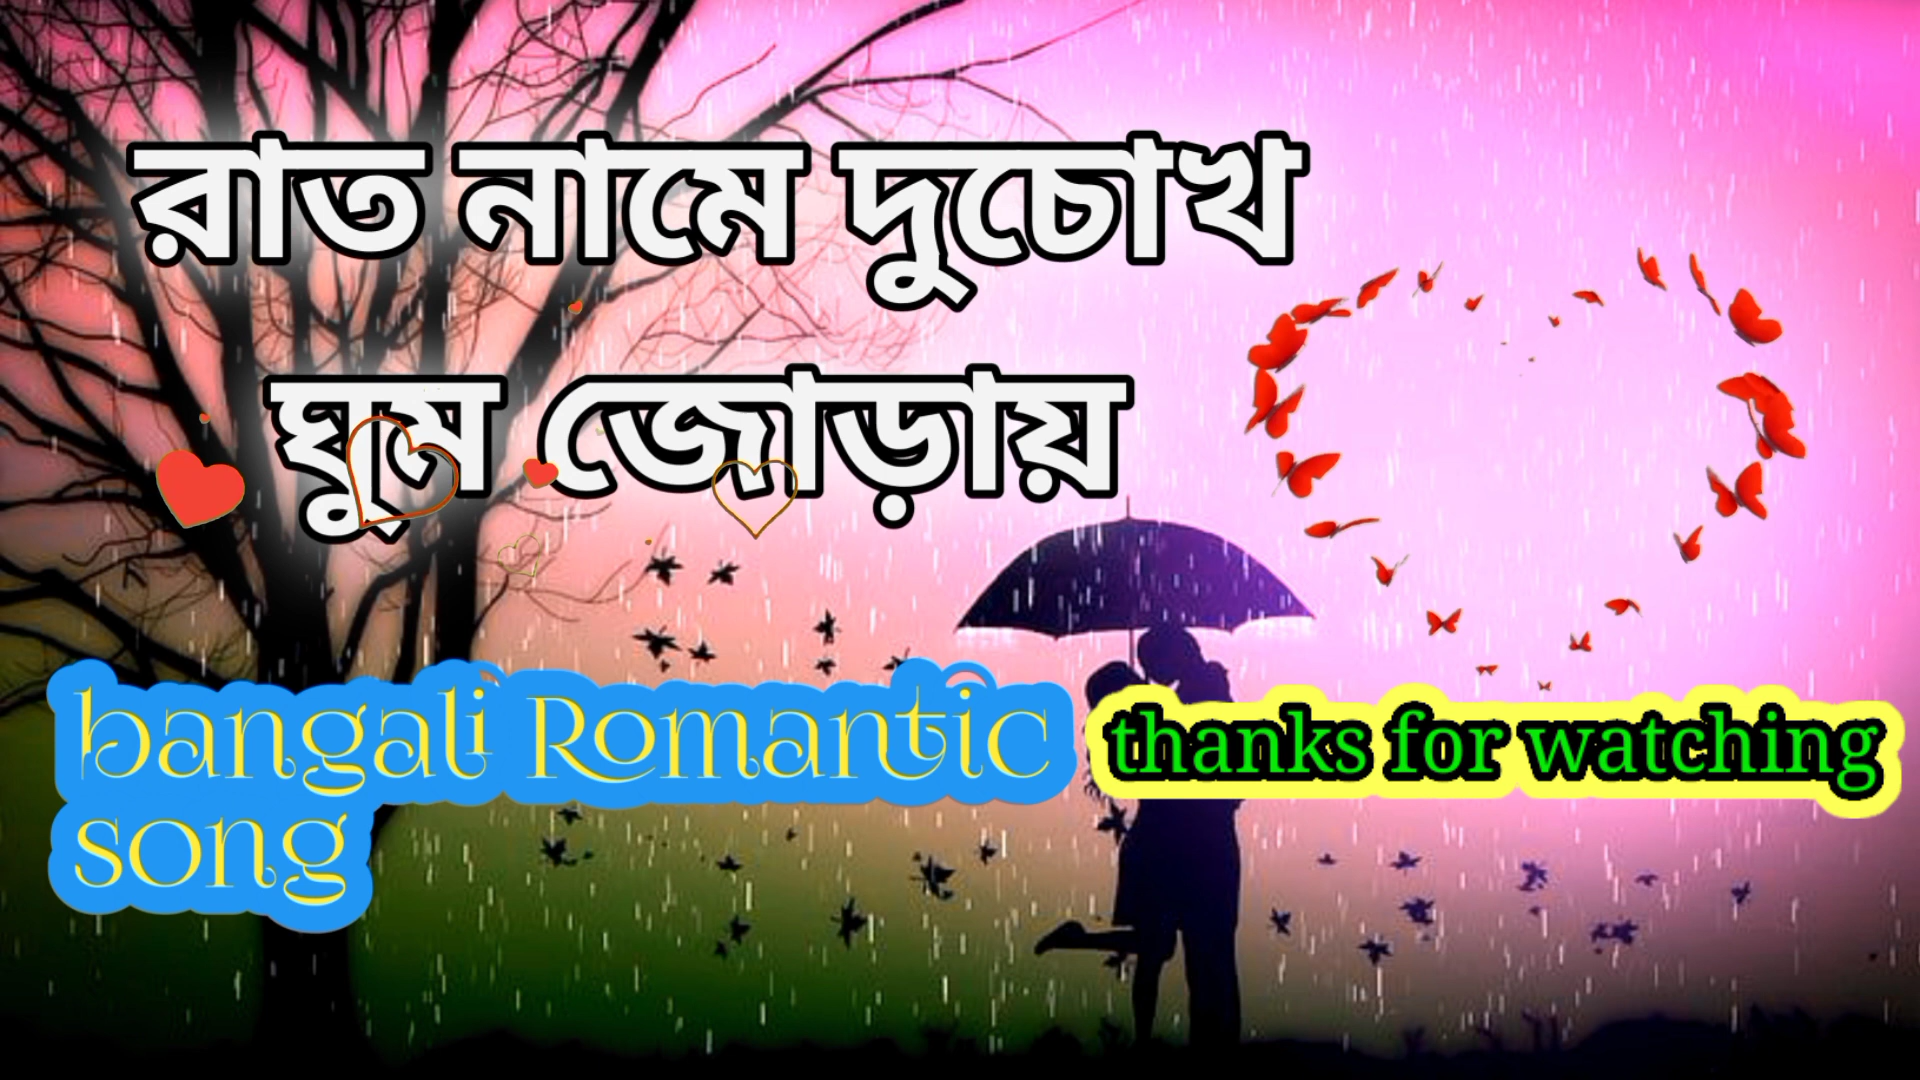 রাত নামে দুচোখ
ঘুম জোড়ায়
bangali Romantic
song
thanks for watching